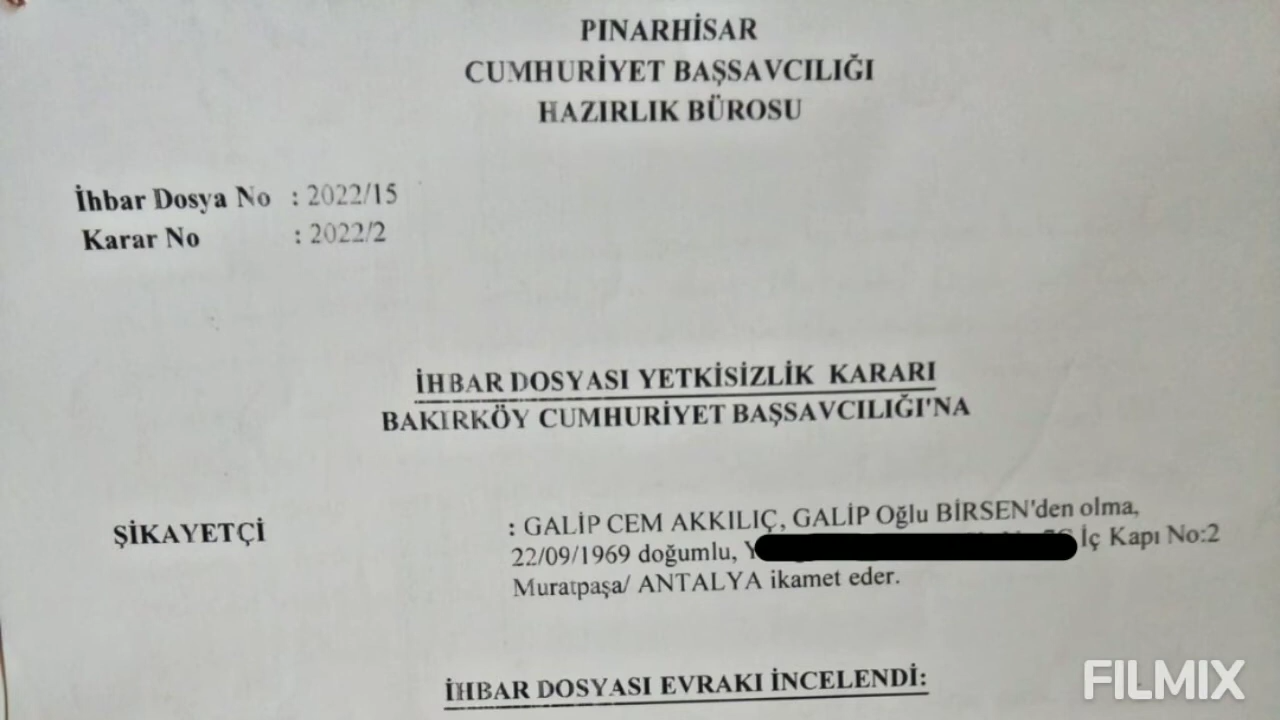 PINARHİSAR
CUMHURİYET BAŞSAVCILIĞI
HAZIRLIK BÜROSU
İhbar Dosya No : 2022/15
Karar No : 2022/2
İHBAR DOSYASI YETKİSİZLİK KARARI
BAKIRKÖY CUMHURİYET BAŞSAVCILIĞI'NA
ŞİKAYETÇİ : GALİP CEM AKKILIÇ, GALİP Oğlu BİRSEN'den olma,
22/09/1969 doğumlu, İç Kapı No:2
Muratpaşa/ ANTALYA ikamet eder.
İHBAR DOSYASI EVRAKI İNCELENDİ:
FILMIX